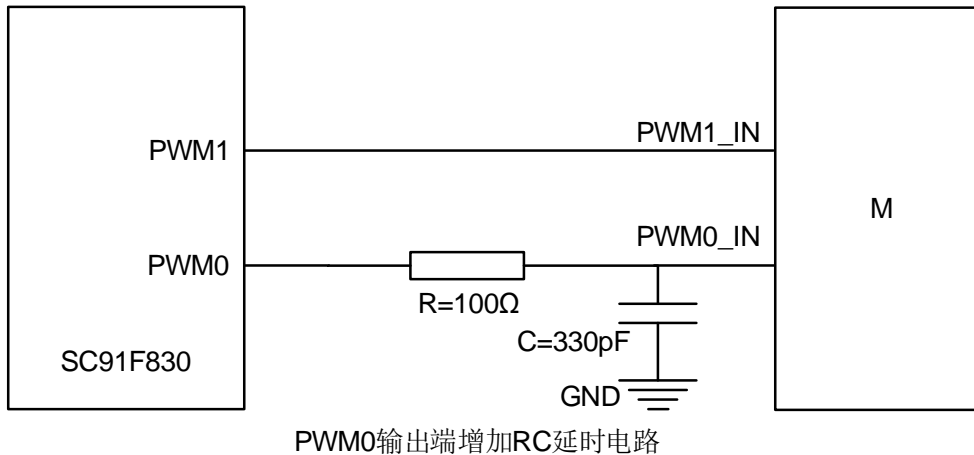 PWM1_IN
PWM1
M
PWM0_IN
PWM0
R=100Ω
C=330pF
SC91F830
GND
PWM0输出端增加RC延时电路